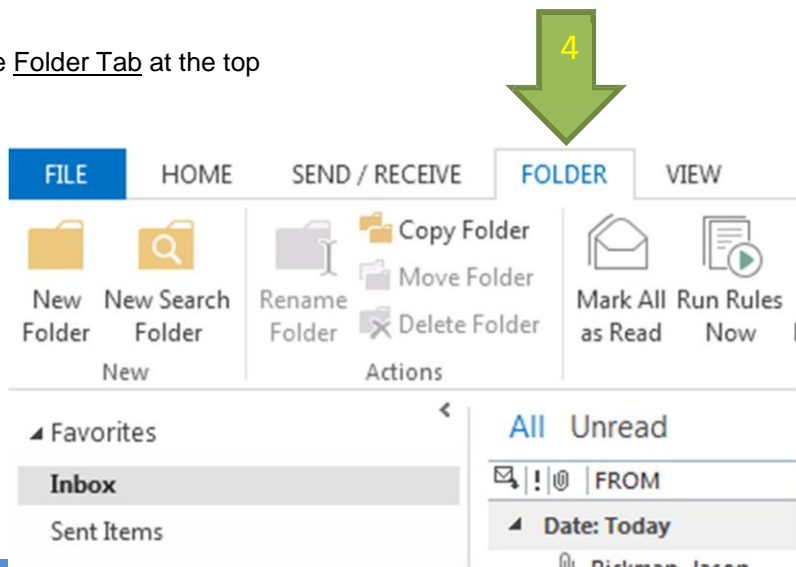 4
e Folder Tab at the top
FILE HOME SEND / RECEIVE FOLDER VIEW
New Folder
New Search Folder
Rename Folder
Copy Folder
Move Folder
Delete Folder
Mark All as Read
Run Rules Now
New
Actions
Favorites
All Unread
Inbox
! FROM
Sent Items
Date: Today